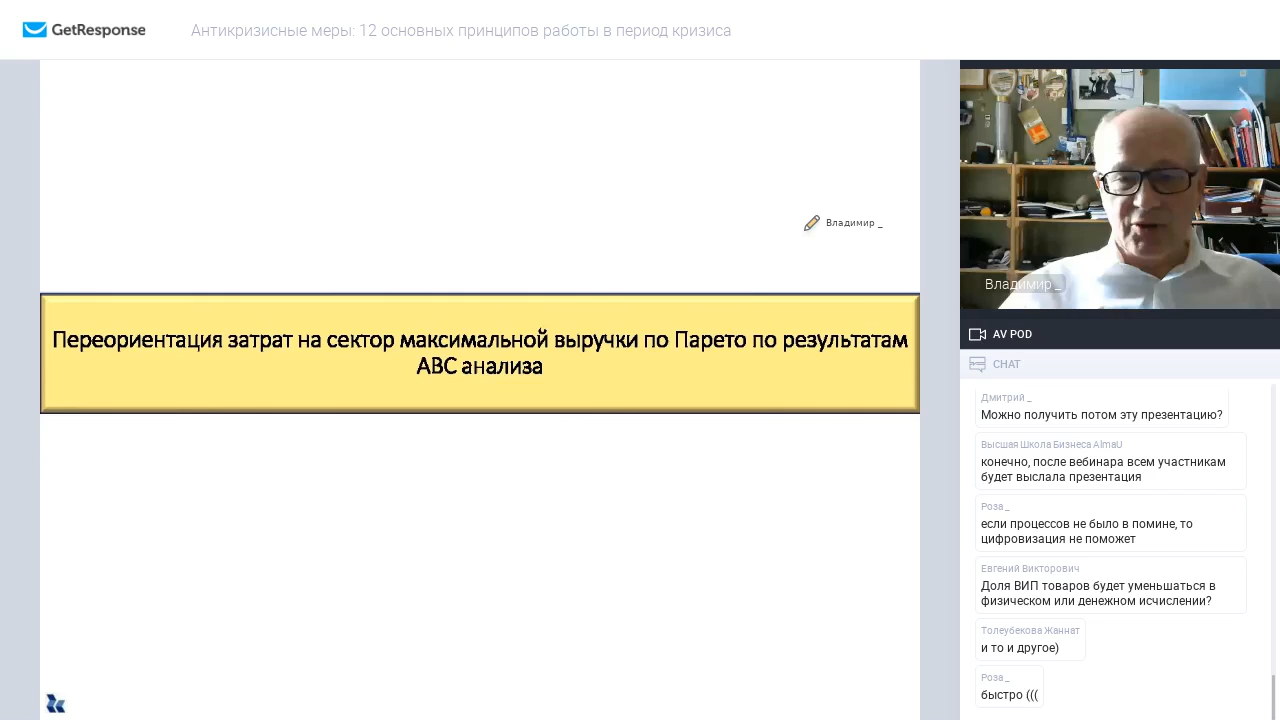 GetResponse
Антикризисные меры: 12 основных принципов работы в период кризиса
Владимир _
Переориентация затрат на сектор максимальной выручки по Парето по результатам
АВС анализа
Владимир _
AV POD
CHAT
Дмитрий _
Можно получить потом эту презентацию?
Высшая Школа Бизнеса AlmaU
конечно, после вебинара всем участникам
будет выслала презентация
Роза _
если процессов не было в помине, то
цифровизация не поможет
Евгений Викторович
Доля ВИП товаров будет уменьшаться в
физическом или денежном исчислении?
Толеубекова Жаннат
и то и другое)
Роза _
быстро (((